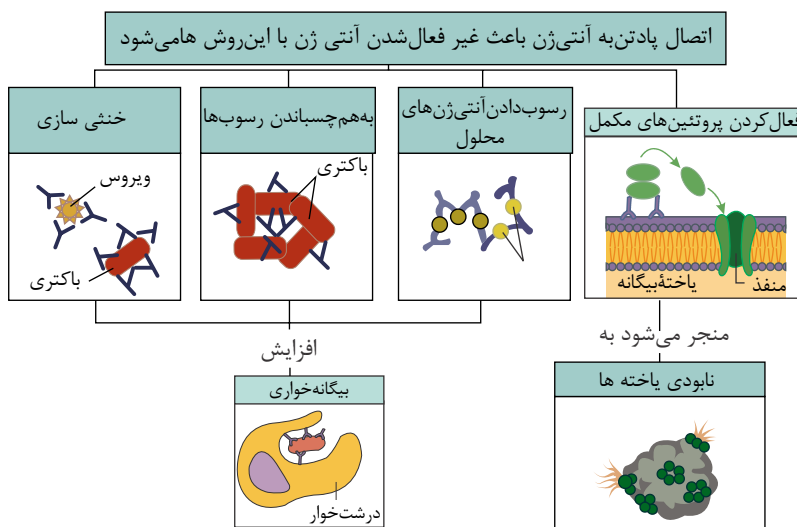 اتصال پادتن‌به آنتی‌ژن باعث غیر فعال‌شدن آنتی ژن با این‌روش هامی‌شود
فعال‌کردن پروتئین‌های مکمل
رسوب‌دادن‌آنتی‌ژن‌های
محلول
به‌هم‌چسباندن رسوب‌ها
خنثی سازی
باکتری
ویروس
باکتری
منفذ
یاختهٔ‌بیگانه
منجر می‌شود به
افزایش
نابودی یاخته ها
بیگانه‌خواری
درشت‌خوار